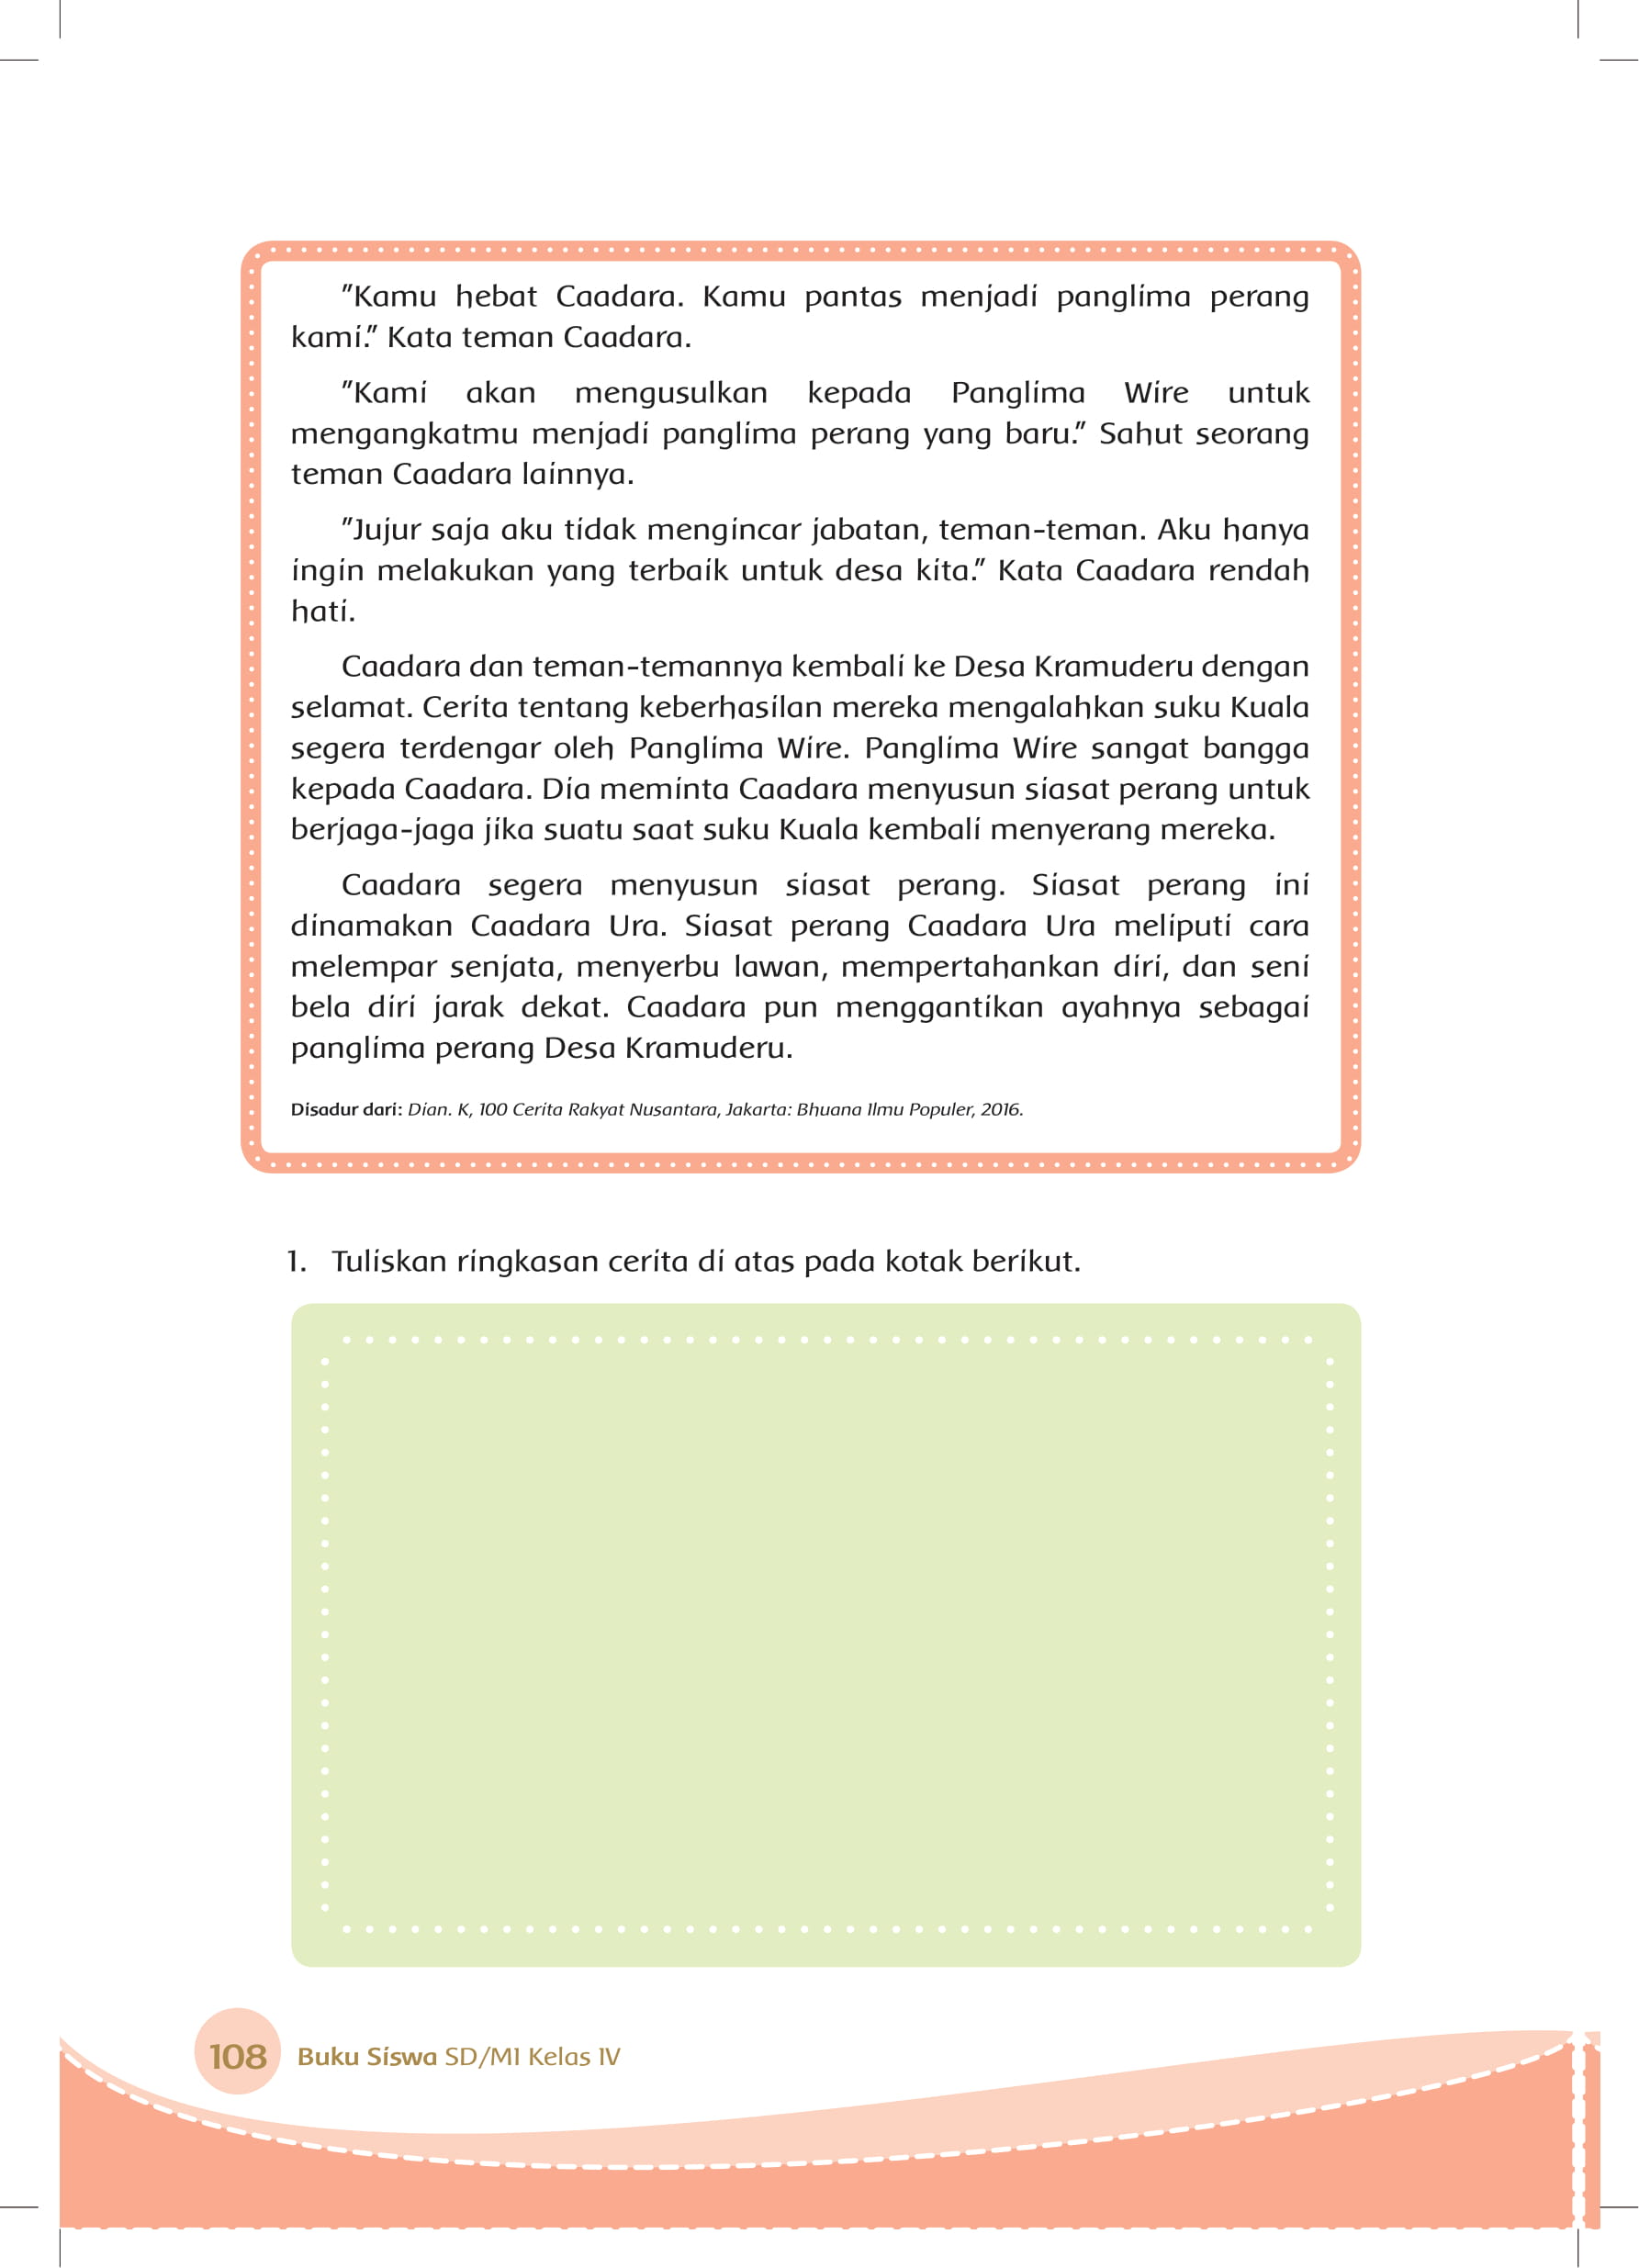 "Kamu hebat Caadara. Kamu pantas menjadi panglima perang
kami." Kata teman Caadara.
"Kami akan mengusulkan kepada Panglima Wire untuk
mengangkatmu menjadi panglima perang yang baru." Sahut seorang
teman Caadara lainnya.
"Jujur saja aku tidak mengincar jabatan, teman-teman. Aku hanya
ingin melakukan yang terbaik untuk desa kita." Kata Caadara rendah
hati.
Caadara dan teman-temannya kembali ke Desa Kramuderu dengan
selamat. Cerita tentang keberhasilan mereka mengalahkan suku Kuala
segera terdengar oleh Panglima Wire. Panglima Wire sangat bangga
kepada Caadara. Dia meminta Caadara menyusun siasat perang untuk
berjaga-jaga jika suatu saat suku Kuala kembali menyerang mereka.
Caadara segera menyusun siasat perang. Siasat perang ini
dinamakan Caadara Ura. Siasat perang Caadara Ura meliputi cara
melempar senjata, menyerbu lawan, mempertahankan diri, dan seni
bela diri jarak dekat. Caadara pun menggantikan ayahnya sebagai
panglima perang Desa Kramuderu.
Disadur dari: Dian. K, 100 Cerita Rakyat Nusantara, Jakarta: Bhuana Ilmu Populer, 2016.
1. Tuliskan ringkasan cerita di atas pada kotak berikut.
108 Buku Siswa SD/MI Kelas IV